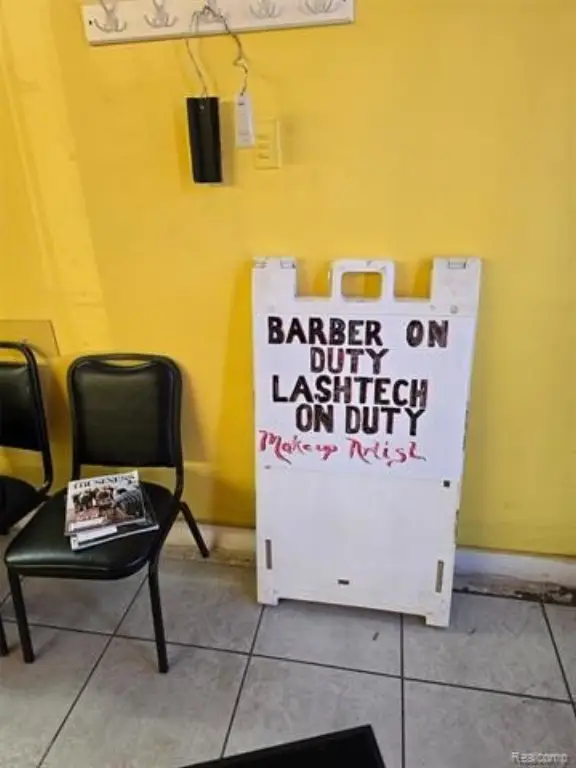 BARBER ON
DUTY
LASHTECH
ON DUTY
Makeup Artist
Realcomp